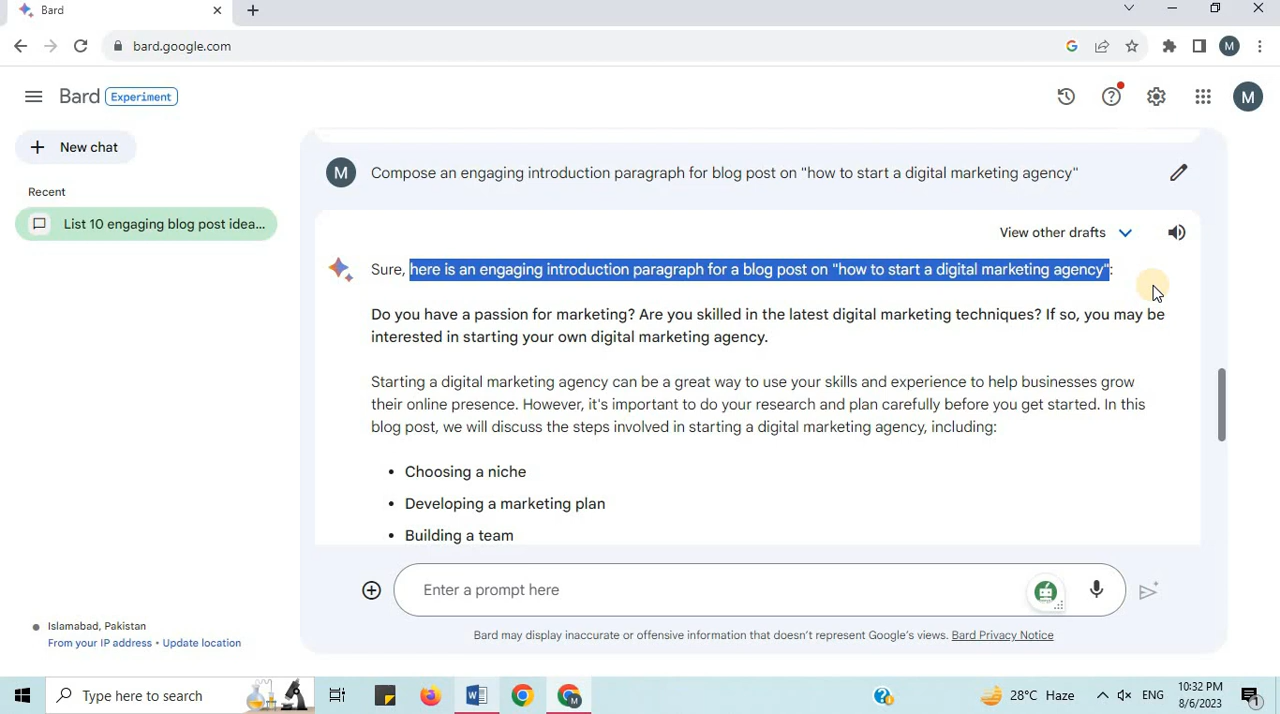 Bard
bard.google.com
M
Bard Experiment
M
New chat
Recent
List 10 engaging blog post idea...
M Compose an engaging introduction paragraph for blog post on "how to start a digital marketing agency"
View other drafts
Sure, here is an engaging introduction paragraph for a blog post on "how to start a digital marketing agency":
Do you have a passion for marketing? Are you skilled in the latest digital marketing techniques? If so, you may be
interested in starting your own digital marketing agency.
Starting a digital marketing agency can be a great way to use your skills and experience to help businesses grow
their online presence. However, it's important to do your research and plan carefully before you get started. In this
blog post, we will discuss the steps involved in starting a digital marketing agency, including:
• Choosing a niche
• Developing a marketing plan
• Building a team
Enter a prompt here
Bard may display inaccurate or offensive information that doesn't represent Google's views. Bard Privacy Notice
Islamabad, Pakistan
From your IP address • Update location
Type here to search
28°C Haze
ENG
10:32 PM
8/6/2023
1